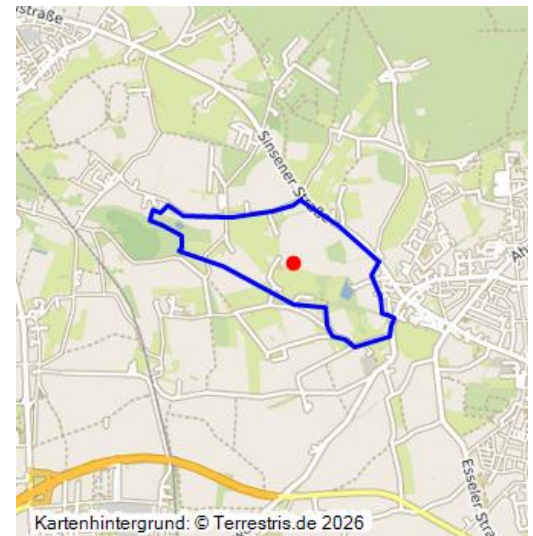 straße
Sinsener Straße
Ah
Esseler Stra
Kartenhintergrund: © Terrestris.de 2026